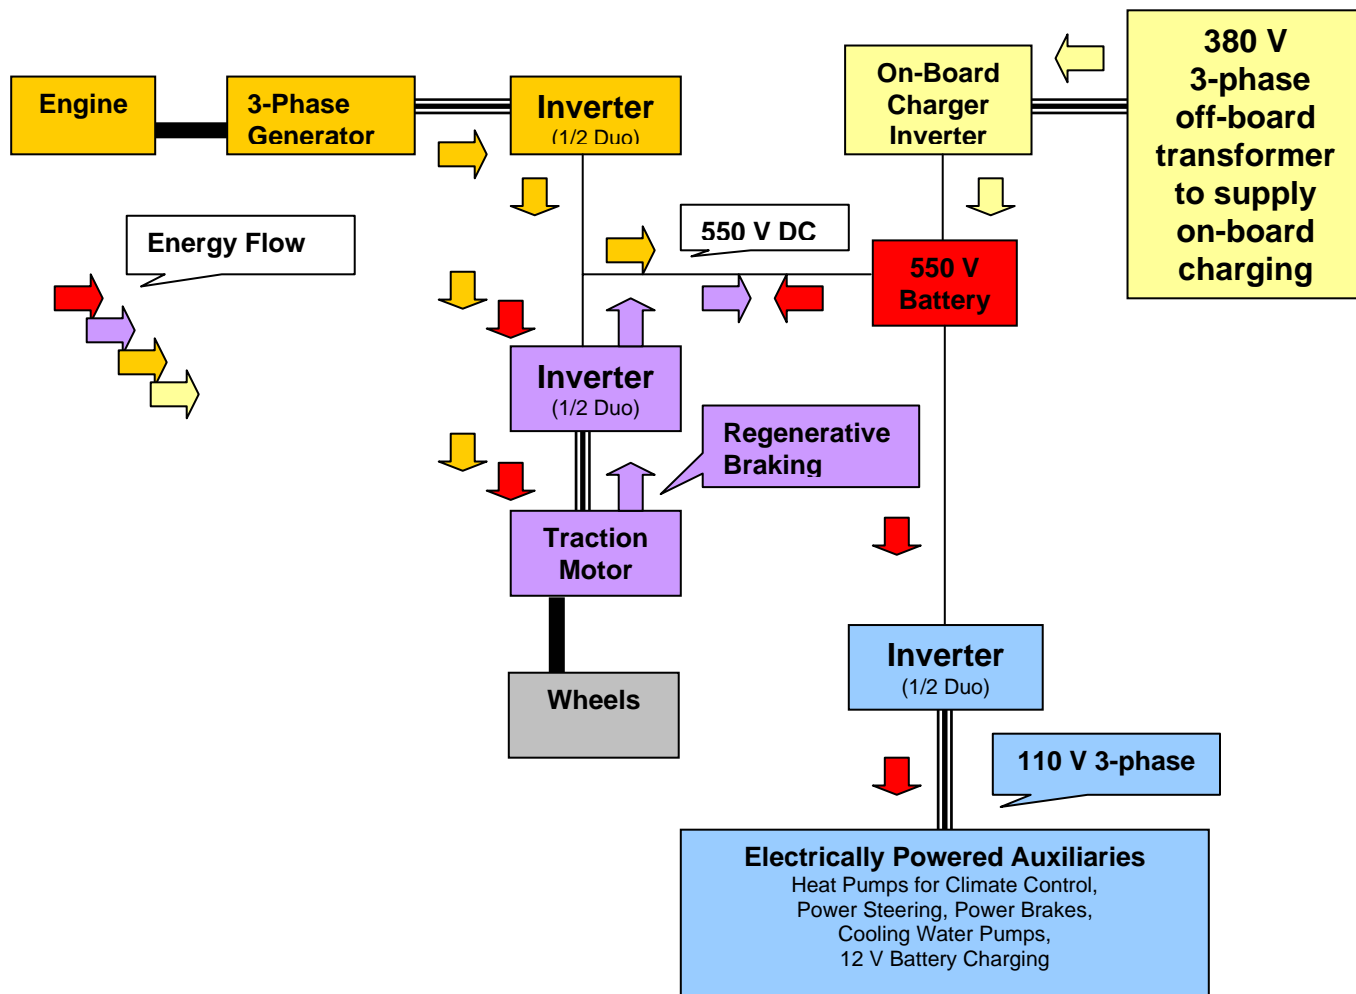 Engine
3-Phase
Generator
Inverter
(1/2 Duo)
On-Board
Charger
Inverter
380 V
3-phase
off-board
transformer
to supply
on-board
charging
Energy Flow
550 V DC
550 V
Battery
Inverter
(1/2 Duo)
Regenerative
Braking
Traction
Motor
Wheels
Inverter
(1/2 Duo)
110 V 3-phase
Electrically Powered Auxiliaries
Heat Pumps for Climate Control,
Power Steering, Power Brakes,
Cooling Water Pumps,
12 V Battery Charging